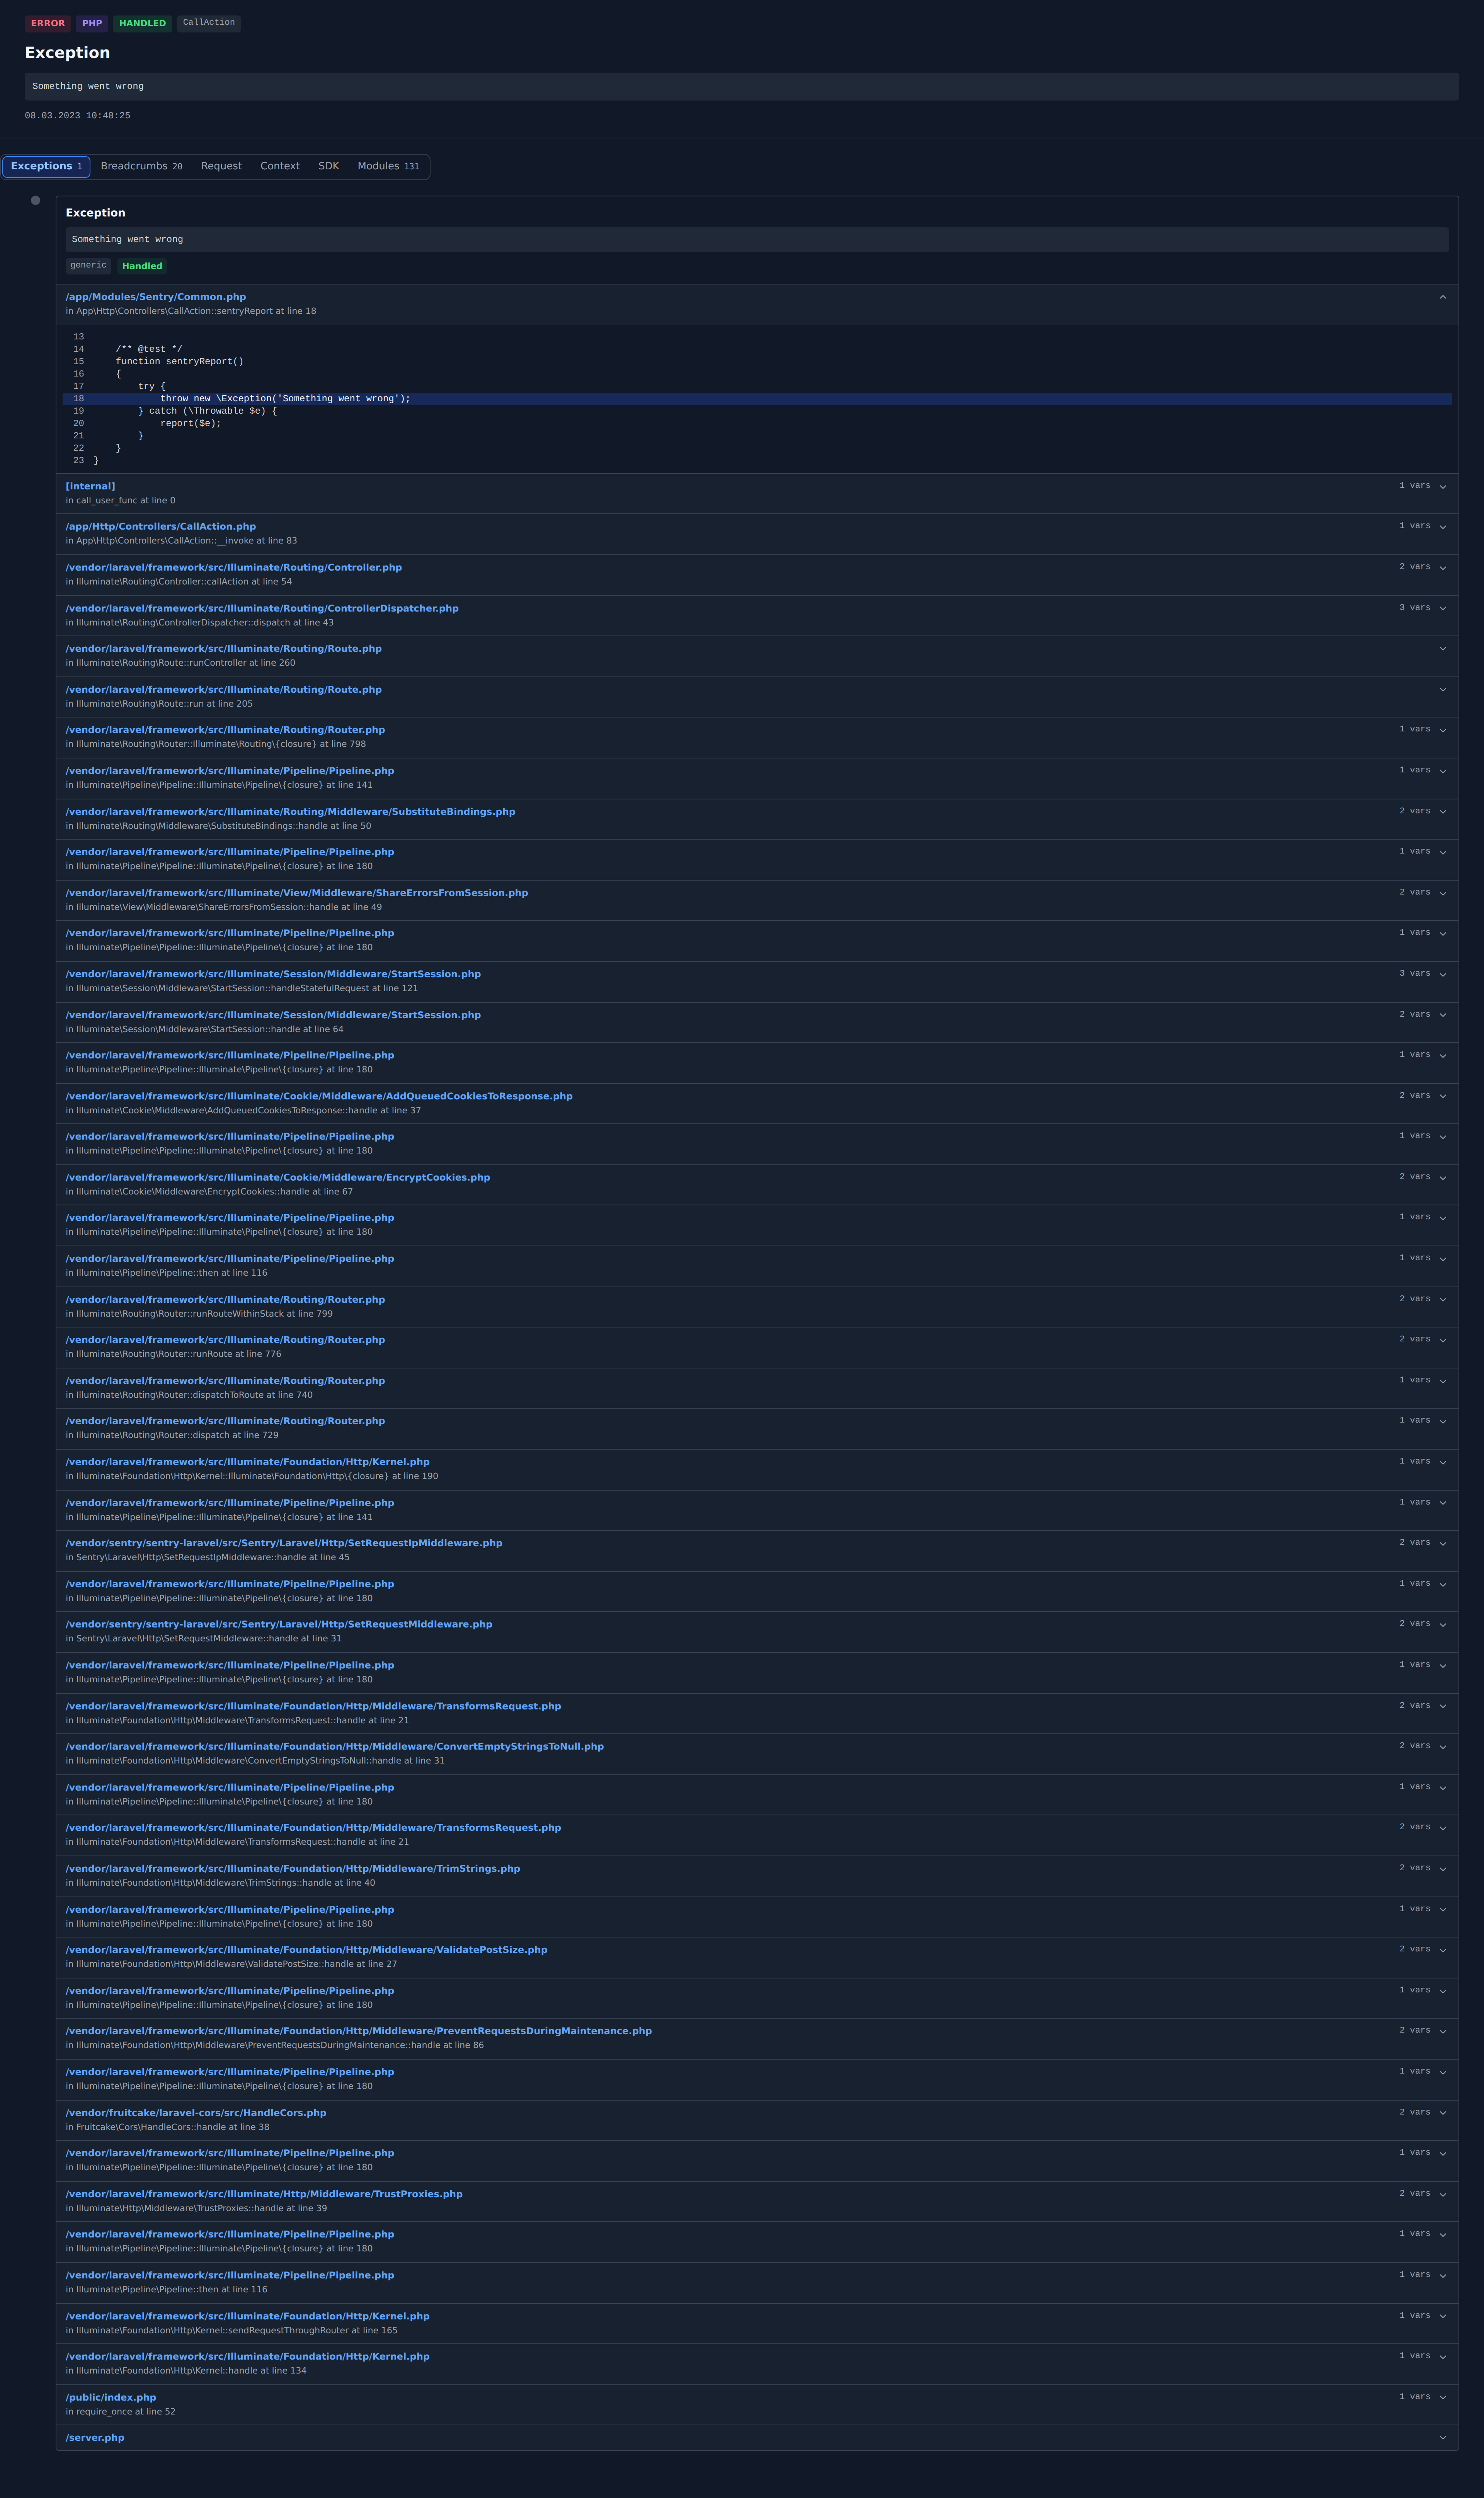 ERROR PHP HANDLED CallAction
Exception
Something went wrong
08.03.2023 10:48:25
Exceptions 1 Breadcrumbs 20 Request Context SDK Modules 131
Exception
Something went wrong
generic Handled
/app/Modules/Sentry/Common.php
in App\Http\Controllers\CallAction::sentryReport at line 18
13
14 /** @test */
15 function sentryReport()
16 {
17 try {
18 throw new \Exception('Something went wrong');
19 } catch (\Throwable $e) {
20 report($e);
21 }
22 }
23 }
[internal] 1 vars
in call_user_func at line 0
/app/Http/Controllers/CallAction.php 1 vars
in App\Http\Controllers\CallAction::__invoke at line 83
/vendor/laravel/framework/src/Illuminate/Routing/Controller.php 2 vars
in Illuminate\Routing\Controller::callAction at line 54
/vendor/laravel/framework/src/Illuminate/Routing/ControllerDispatcher.php 3 vars
in Illuminate\Routing\ControllerDispatcher::dispatch at line 43
/vendor/laravel/framework/src/Illuminate/Routing/Route.php
in Illuminate\Routing\Route::runController at line 260
/vendor/laravel/framework/src/Illuminate/Routing/Route.php
in Illuminate\Routing\Route::run at line 205
/vendor/laravel/framework/src/Illuminate/Routing/Router.php 1 vars
in Illuminate\Routing\Router::Illuminate\Routing\{closure} at line 798
/vendor/laravel/framework/src/Illuminate/Pipeline/Pipeline.php 1 vars
in Illuminate\Pipeline\Pipeline::Illuminate\Pipeline\{closure} at line 141
/vendor/laravel/framework/src/Illuminate/Routing/Middleware/SubstituteBindings.php 2 vars
in Illuminate\Routing\Middleware\SubstituteBindings::handle at line 50
/vendor/laravel/framework/src/Illuminate/Pipeline/Pipeline.php 1 vars
in Illuminate\Pipeline\Pipeline::Illuminate\Pipeline\{closure} at line 180
/vendor/laravel/framework/src/Illuminate/View/Middleware/ShareErrorsFromSession.php 2 vars
in Illuminate\View\Middleware\ShareErrorsFromSession::handle at line 49
/vendor/laravel/framework/src/Illuminate/Pipeline/Pipeline.php 1 vars
in Illuminate\Pipeline\Pipeline::Illuminate\Pipeline\{closure} at line 180
/vendor/laravel/framework/src/Illuminate/Session/Middleware/StartSession.php 3 vars
in Illuminate\Session\Middleware\StartSession::handleStatefulRequest at line 121
/vendor/laravel/framework/src/Illuminate/Session/Middleware/StartSession.php 2 vars
in Illuminate\Session\Middleware\StartSession::handle at line 64
/vendor/laravel/framework/src/Illuminate/Pipeline/Pipeline.php 1 vars
in Illuminate\Pipeline\Pipeline::Illuminate\Pipeline\{closure} at line 180
/vendor/laravel/framework/src/Illuminate/Cookie/Middleware/AddQueuedCookiesToResponse.php 2 vars
in Illuminate\Cookie\Middleware\AddQueuedCookiesToResponse::handle at line 37
/vendor/laravel/framework/src/Illuminate/Pipeline/Pipeline.php 1 vars
in Illuminate\Pipeline\Pipeline::Illuminate\Pipeline\{closure} at line 180
/vendor/laravel/framework/src/Illuminate/Cookie/Middleware/EncryptCookies.php 2 vars
in Illuminate\Cookie\Middleware\EncryptCookies::handle at line 67
/vendor/laravel/framework/src/Illuminate/Pipeline/Pipeline.php 1 vars
in Illuminate\Pipeline\Pipeline::Illuminate\Pipeline\{closure} at line 180
/vendor/laravel/framework/src/Illuminate/Pipeline/Pipeline.php 1 vars
in Illuminate\Pipeline\Pipeline::then at line 116
/vendor/laravel/framework/src/Illuminate/Routing/Router.php 2 vars
in Illuminate\Routing\Router::runRouteWithinStack at line 799
/vendor/laravel/framework/src/Illuminate/Routing/Router.php 2 vars
in Illuminate\Routing\Router::runRoute at line 776
/vendor/laravel/framework/src/Illuminate/Routing/Router.php 1 vars
in Illuminate\Routing\Router::dispatchToRoute at line 740
/vendor/laravel/framework/src/Illuminate/Routing/Router.php 1 vars
in Illuminate\Routing\Router::dispatch at line 729
/vendor/laravel/framework/src/Illuminate/Foundation/Http/Kernel.php 1 vars
in Illuminate\Foundation\Http\Kernel::Illuminate\Foundation\Http\{closure} at line 190
/vendor/laravel/framework/src/Illuminate/Pipeline/Pipeline.php 1 vars
in Illuminate\Pipeline\Pipeline::Illuminate\Pipeline\{closure} at line 141
/vendor/sentry/sentry-laravel/src/Sentry/Laravel/Http/SetRequestIpMiddleware.php 2 vars
in Sentry\Laravel\Http\SetRequestIpMiddleware::handle at line 45
/vendor/laravel/framework/src/Illuminate/Pipeline/Pipeline.php 1 vars
in Illuminate\Pipeline\Pipeline::Illuminate\Pipeline\{closure} at line 180
/vendor/sentry/sentry-laravel/src/Sentry/Laravel/Http/SetRequestMiddleware.php 2 vars
in Sentry\Laravel\Http\SetRequestMiddleware::handle at line 31
/vendor/laravel/framework/src/Illuminate/Pipeline/Pipeline.php 1 vars
in Illuminate\Pipeline\Pipeline::Illuminate\Pipeline\{closure} at line 180
/vendor/laravel/framework/src/Illuminate/Foundation/Http/Middleware/TransformsRequest.php 2 vars
in Illuminate\Foundation\Http\Middleware\TransformsRequest::handle at line 21
/vendor/laravel/framework/src/Illuminate/Foundation/Http/Middleware/ConvertEmptyStringsToNull.php 2 vars
in Illuminate\Foundation\Http\Middleware\ConvertEmptyStringsToNull::handle at line 31
/vendor/laravel/framework/src/Illuminate/Pipeline/Pipeline.php 1 vars
in Illuminate\Pipeline\Pipeline::Illuminate\Pipeline\{closure} at line 180
/vendor/laravel/framework/src/Illuminate/Foundation/Http/Middleware/TransformsRequest.php 2 vars
in Illuminate\Foundation\Http\Middleware\TransformsRequest::handle at line 21
/vendor/laravel/framework/src/Illuminate/Foundation/Http/Middleware/TrimStrings.php 2 vars
in Illuminate\Foundation\Http\Middleware\TrimStrings::handle at line 40
/vendor/laravel/framework/src/Illuminate/Pipeline/Pipeline.php 1 vars
in Illuminate\Pipeline\Pipeline::Illuminate\Pipeline\{closure} at line 180
/vendor/laravel/framework/src/Illuminate/Foundation/Http/Middleware/ValidatePostSize.php 2 vars
in Illuminate\Foundation\Http\Middleware\ValidatePostSize::handle at line 27
/vendor/laravel/framework/src/Illuminate/Pipeline/Pipeline.php 1 vars
in Illuminate\Pipeline\Pipeline::Illuminate\Pipeline\{closure} at line 180
/vendor/laravel/framework/src/Illuminate/Foundation/Http/Middleware/PreventRequestsDuringMaintenance.php 2 vars
in Illuminate\Foundation\Http\Middleware\PreventRequestsDuringMaintenance::handle at line 86
/vendor/laravel/framework/src/Illuminate/Pipeline/Pipeline.php 1 vars
in Illuminate\Pipeline\Pipeline::Illuminate\Pipeline\{closure} at line 180
/vendor/fruitcake/laravel-cors/src/HandleCors.php 2 vars
in Fruitcake\Cors\HandleCors::handle at line 38
/vendor/laravel/framework/src/Illuminate/Pipeline/Pipeline.php 1 vars
in Illuminate\Pipeline\Pipeline::Illuminate\Pipeline\{closure} at line 180
/vendor/laravel/framework/src/Illuminate/Http/Middleware/TrustProxies.php 2 vars
in Illuminate\Http\Middleware\TrustProxies::handle at line 39
/vendor/laravel/framework/src/Illuminate/Pipeline/Pipeline.php 1 vars
in Illuminate\Pipeline\Pipeline::Illuminate\Pipeline\{closure} at line 180
/vendor/laravel/framework/src/Illuminate/Pipeline/Pipeline.php 1 vars
in Illuminate\Pipeline\Pipeline::then at line 116
/vendor/laravel/framework/src/Illuminate/Foundation/Http/Kernel.php 1 vars
in Illuminate\Foundation\Http\Kernel::sendRequestThroughRouter at line 165
/vendor/laravel/framework/src/Illuminate/Foundation/Http/Kernel.php 1 vars
in Illuminate\Foundation\Http\Kernel::handle at line 134
/public/index.php 1 vars
in require_once at line 52
/server.php